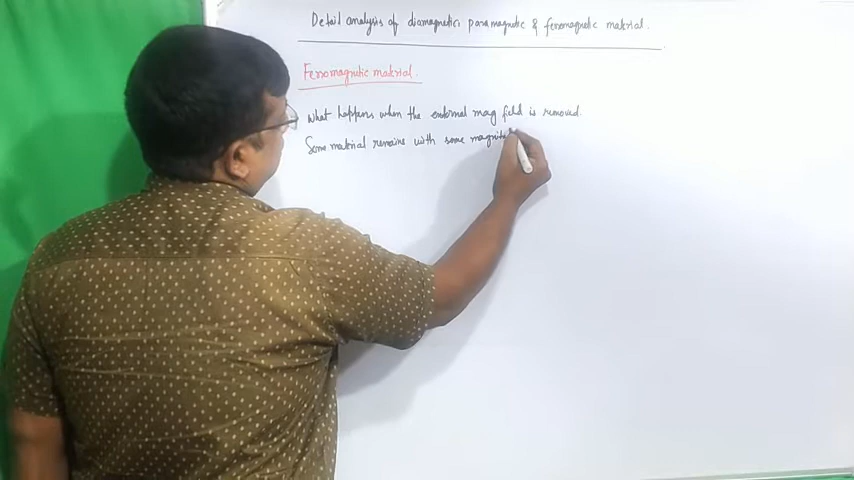 Detail analysis of diamagnetic, paramagnetic & ferromagnetic material.
Ferromagnetic material.
What happens when the external mag field is removed.
Some material remains with some